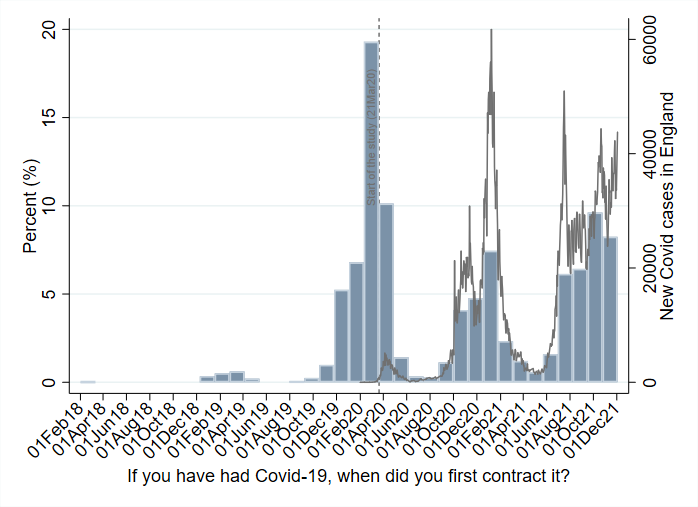 20
15
10
5
0
Percent (%)
60000
40000
20000
0
New Covid cases in England
Start of the study (21Mar20)
01Feb18
01Apr18
01Jun18
01Aug18
01Oct18
01Dec18
01Feb19
01Apr19
01Jun19
01Aug19
01Oct19
01Dec19
01Feb20
01Apr20
01Jun20
01Aug20
01Oct20
01Dec20
01Feb21
01Apr21
01Jun21
01Aug21
01Oct21
01Dec21
If you have had Covid-19, when did you first contract it?